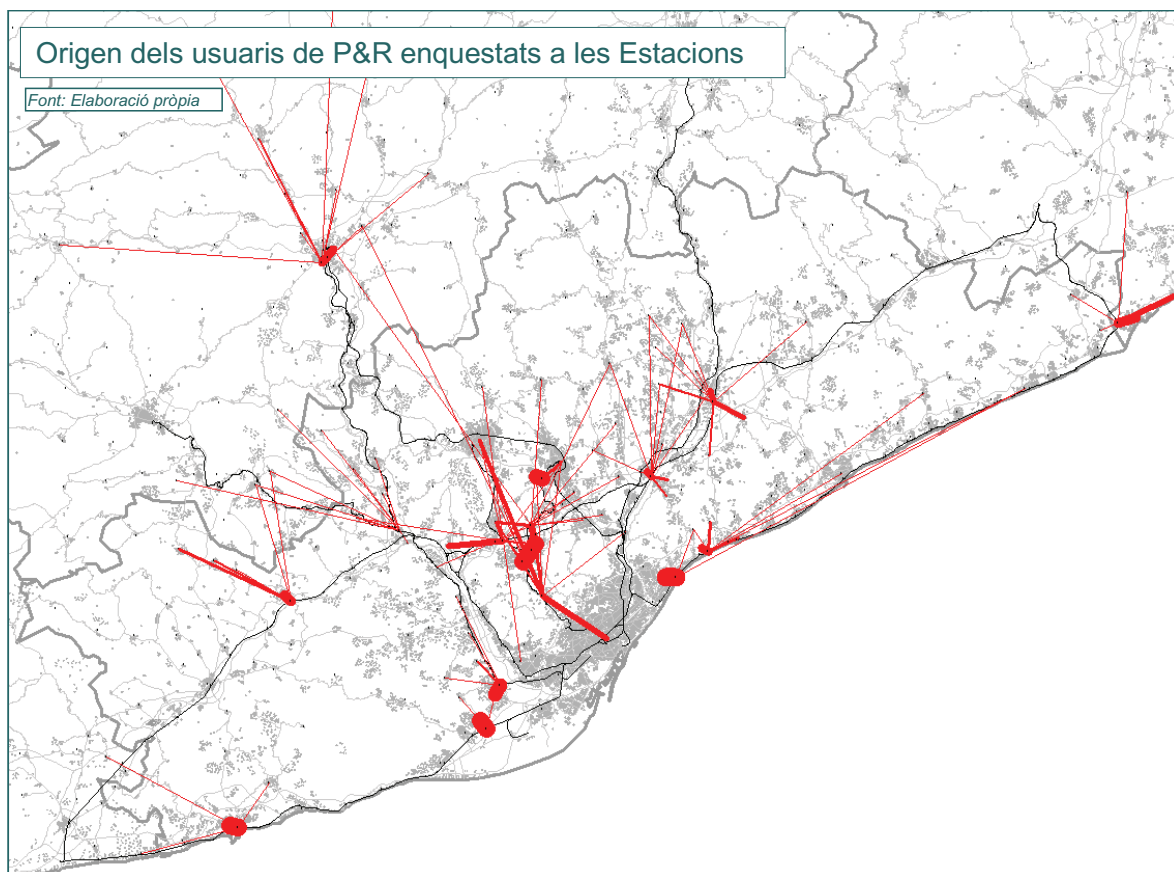 Origen dels usuaris de P&R enquestats a les Estacions
Font: Elaboració pròpia